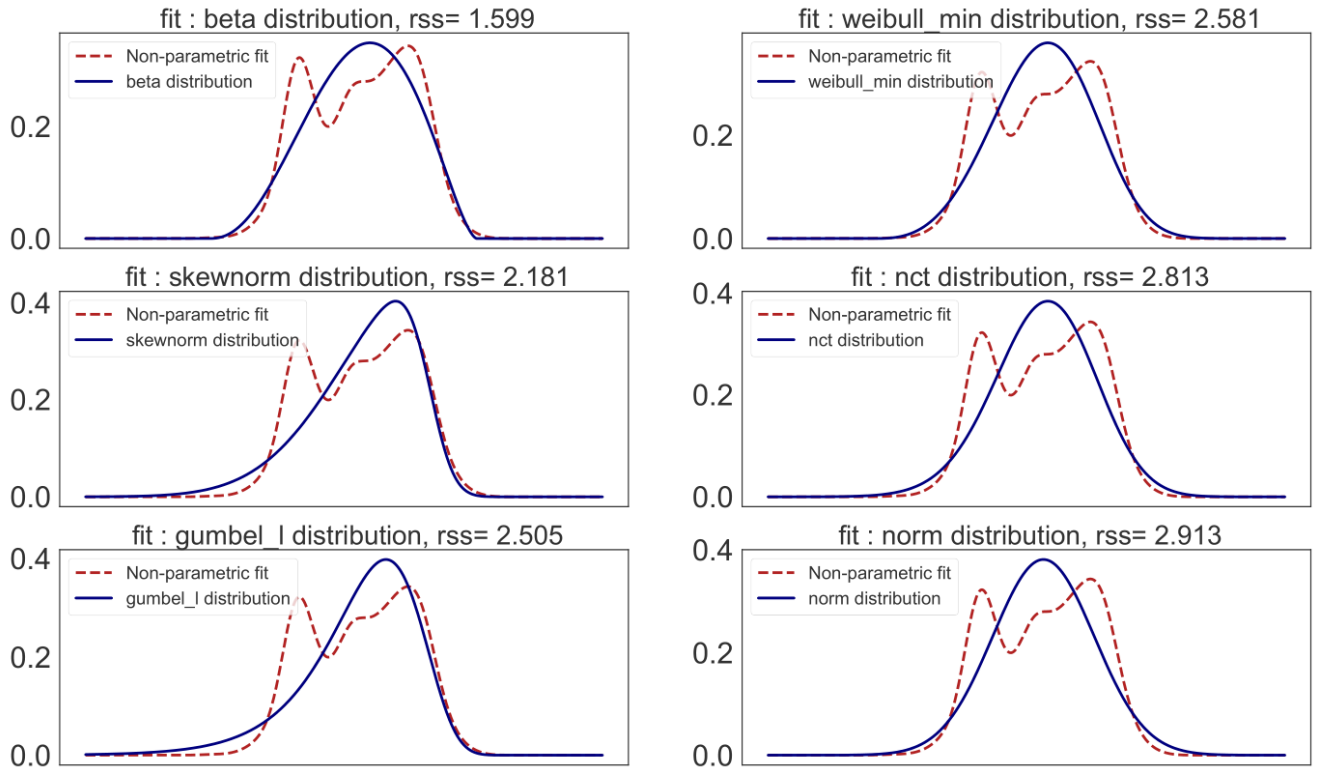 fit : beta distribution, rss= 1.599
Non-parametric fit
beta distribution
0.2
0.0
fit : weibull_min distribution, rss= 2.581
Non-parametric fit
weibull_min distribution
0.2
0.0
fit : skewnorm distribution, rss= 2.181
Non-parametric fit
skewnorm distribution
0.4
0.2
0.0
fit : nct distribution, rss= 2.813
Non-parametric fit
nct distribution
0.4
0.2
0.0
fit : gumbel_l distribution, rss= 2.505
Non-parametric fit
gumbel_l distribution
0.4
0.2
0.0
fit : norm distribution, rss= 2.913
Non-parametric fit
norm distribution
0.4
0.2
0.0